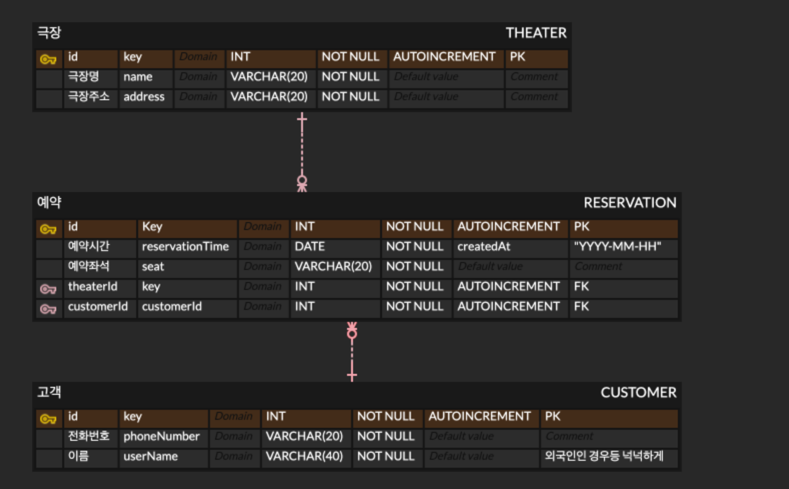 극장 THEATER
id key Domain INT NOT NULL AUTOINCREMENT PK
극장명 name Domain VARCHAR(20) NOT NULL Default value Comment
극장주소 address Domain VARCHAR(20) NOT NULL Default value Comment
예약 RESERVATION
id Key Domain INT NOT NULL AUTOINCREMENT PK
예약시간 reservationTime Domain DATE NOT NULL createdAt "YYYY-MM-HH"
예약좌석 seat Domain VARCHAR(20) NOT NULL Default value Comment
theaterId key Domain INT NOT NULL AUTOINCREMENT FK
customerId customerId Domain INT NOT NULL AUTOINCREMENT FK
고객 CUSTOMER
id key Domain INT NOT NULL AUTOINCREMENT PK
전화번호 phoneNumber Domain VARCHAR(20) NOT NULL Default value Comment
이름 userName Domain VARCHAR(40) NOT NULL Default value 외국인인 경우등 넉넉하게